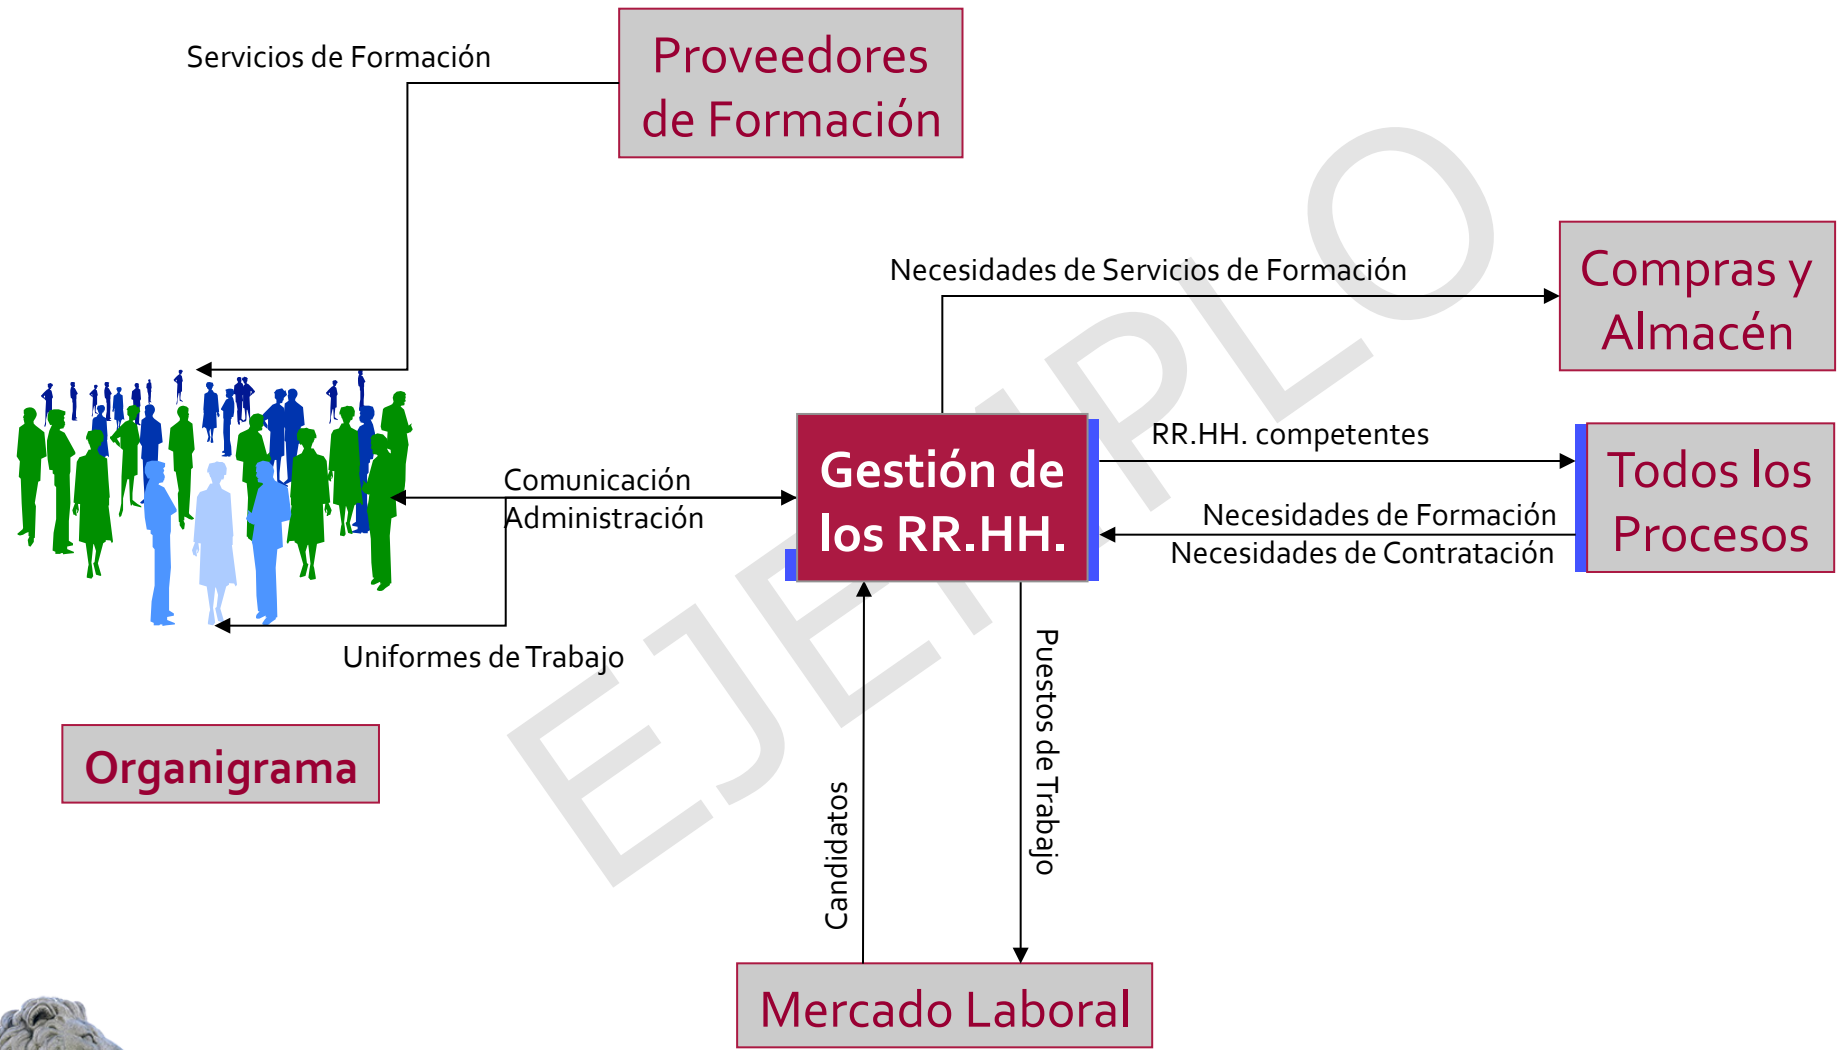 Servicios de Formación
Proveedores
de Formación
Necesidades de Servicios de Formación
Compras y
Almacén
RR.HH. competentes
Todos los
Procesos
Necesidades de Formación
Necesidades de Contratación
Gestión de
los RR.HH.
Comunicación
Administración
Uniformes de Trabajo
Organigrama
Candidatos
Puestos de Trabajo
Mercado Laboral
EJEMPLO